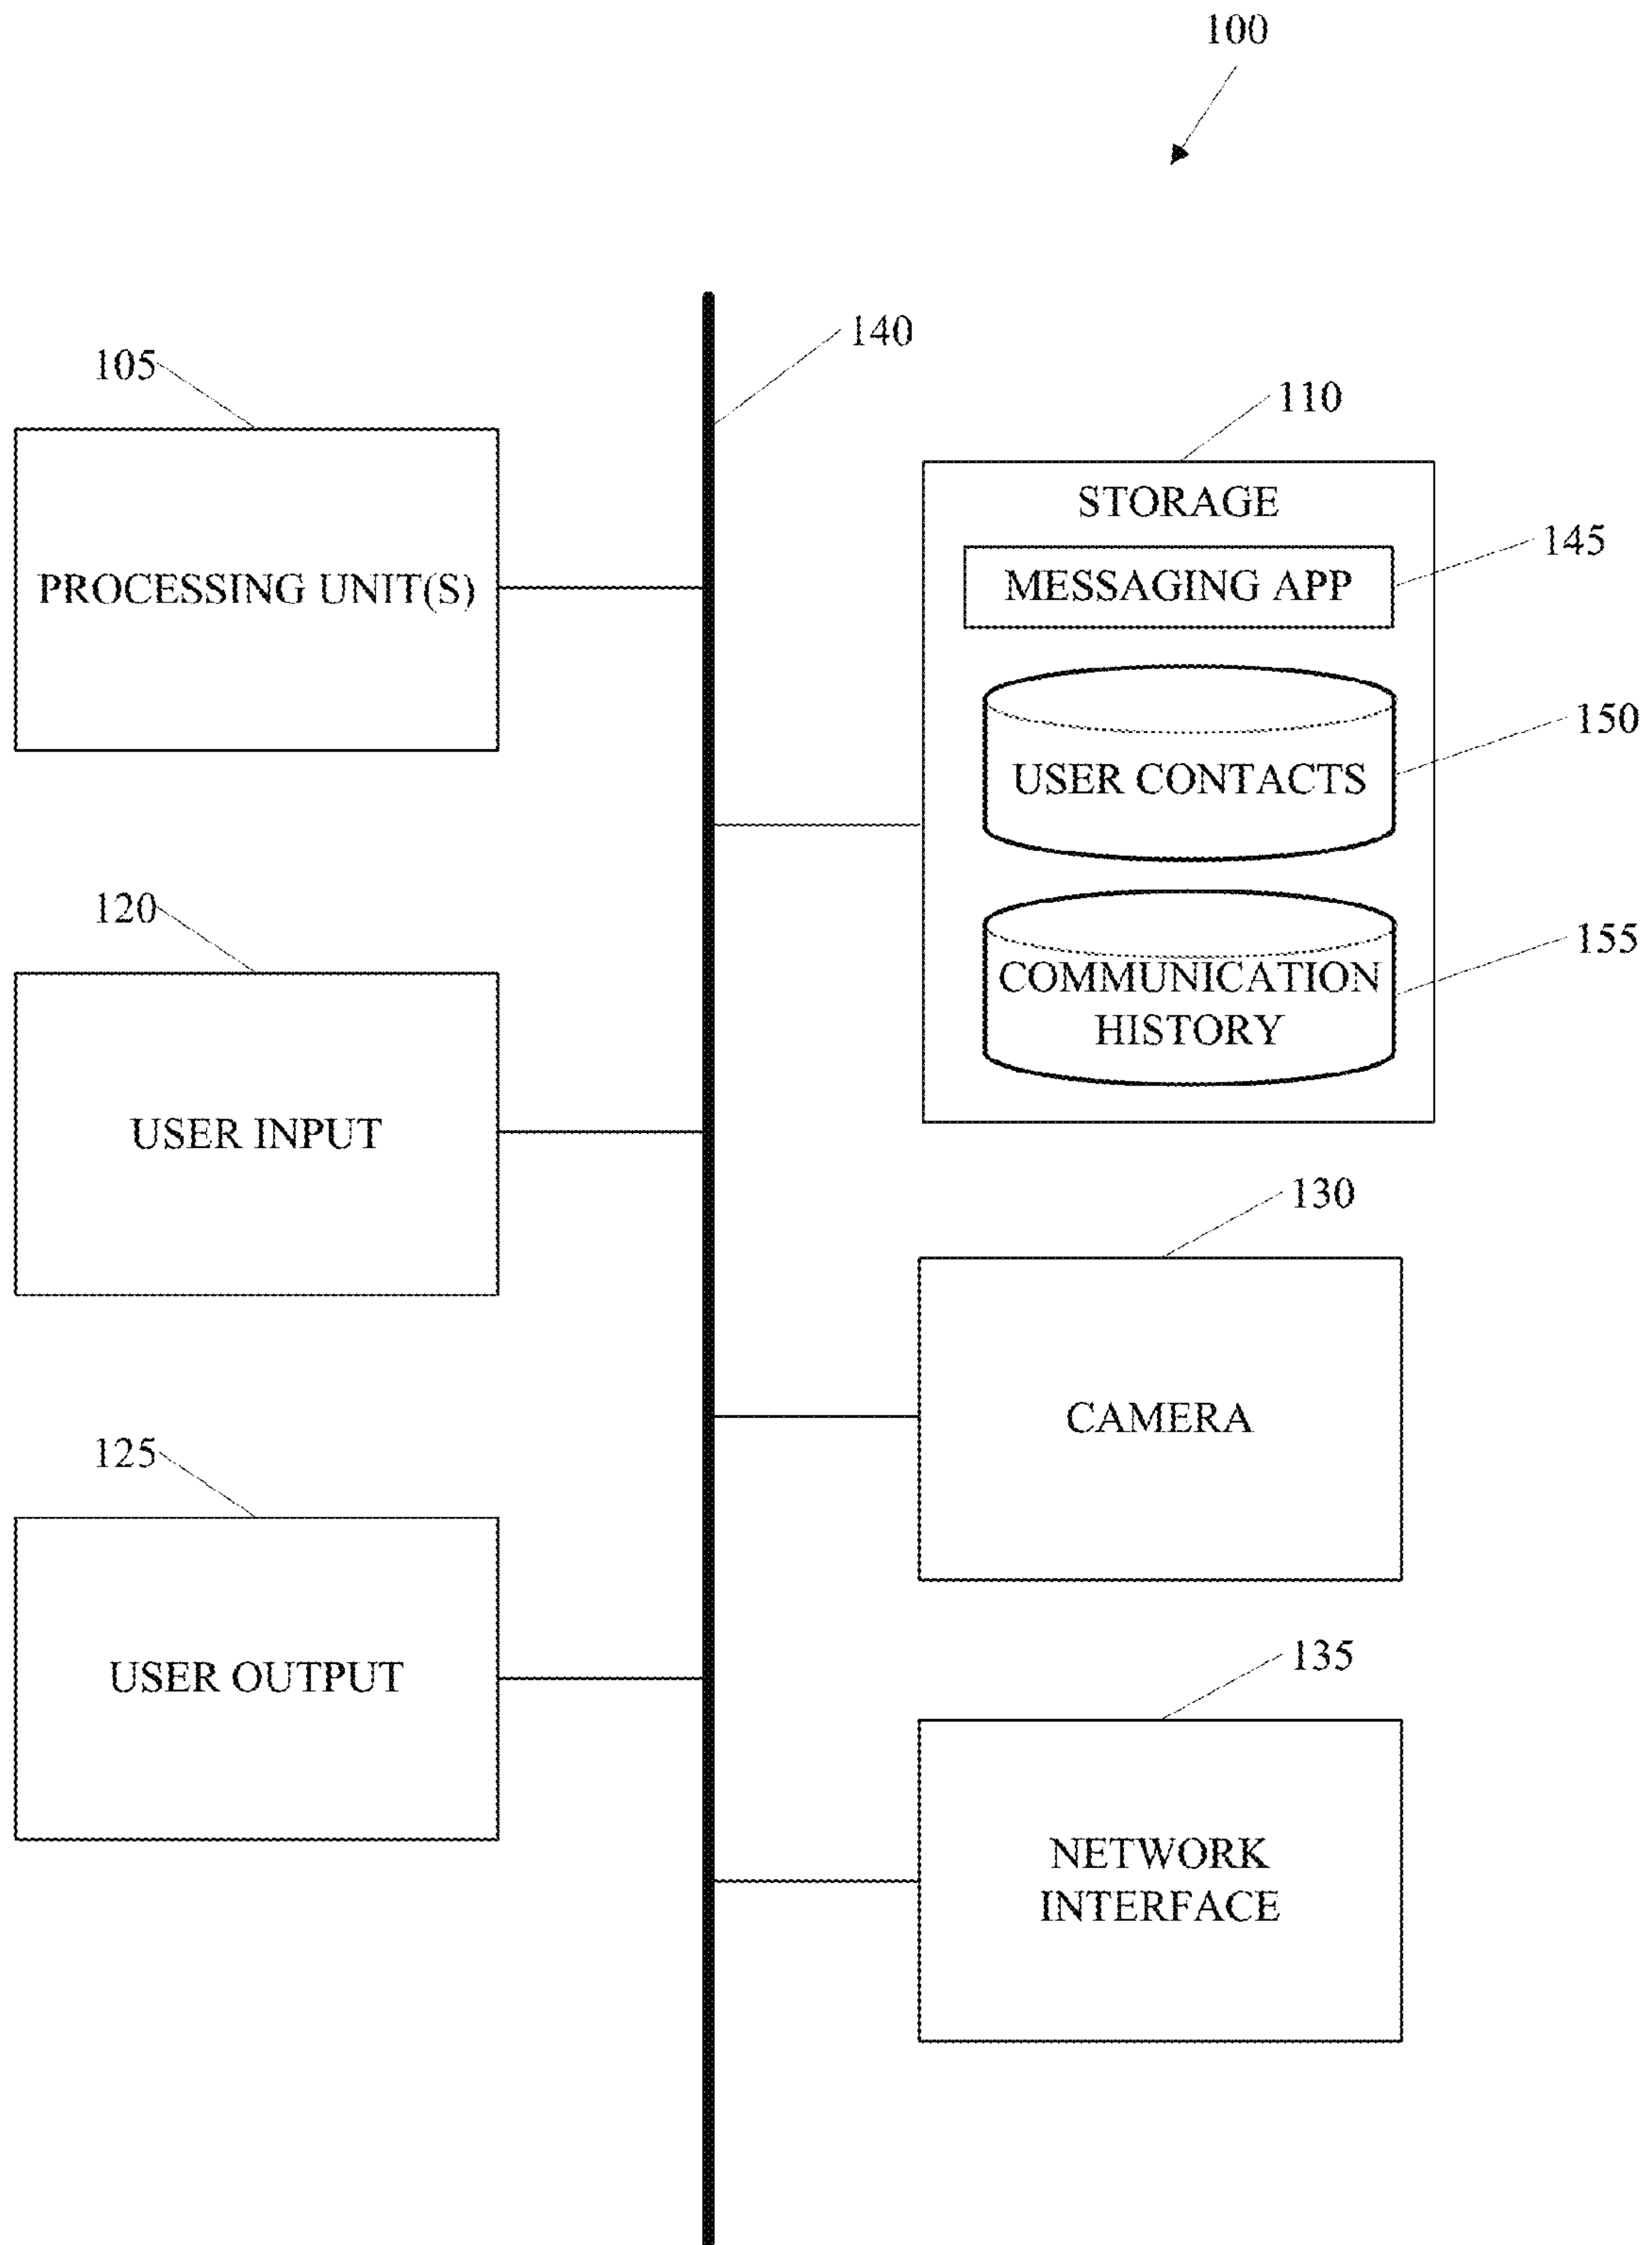 100
140
105
110
PROCESSING UNIT(S)
STORAGE
MESSAGING APP
145
USER CONTACTS
150
COMMUNICATION
HISTORY
155
120
USER INPUT
130
CAMERA
125
USER OUTPUT
135
NETWORK
INTERFACE